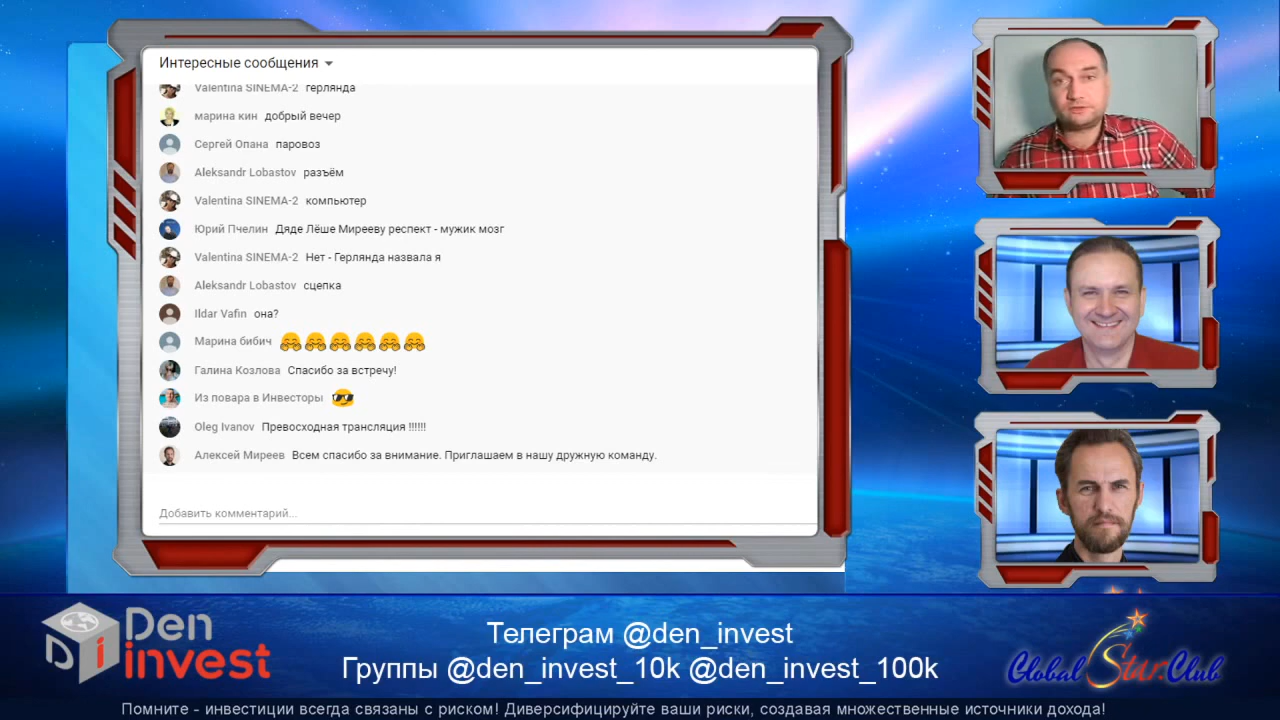 Интересные сообщения
Valentina SINEMA-2 герлянда
марина кин добрый вечер
Сергей Опана паровоз
Aleksandr Lobastov разъём
Valentina SINEMA-2 компьютер
Юрий Пчелин Дяде Лёше Мирееву респект - мужик мозг
Valentina SINEMA-2 Нет - Герлянда назвала я
Aleksandr Lobastov сцепка
Ildar Vafin она?
Марина бибич 🤗🤗🤗🤗🤗🤗
Галина Козлова Спасибо за встречу!
Из повара в Инвесторы 😎
Oleg Ivanov Превосходная трансляция !!!!!!
Алексей Миреев Всем спасибо за внимание. Приглашаем в нашу дружную команду.
Добавить комментарий...
Di Den invest
Телеграм @den_invest
Группы @den_invest_10k @den_invest_100k
Global Star Club
Помните - инвестиции всегда связаны с риском! Диверсифицируйте ваши риски, создавая множественные источники дохода!